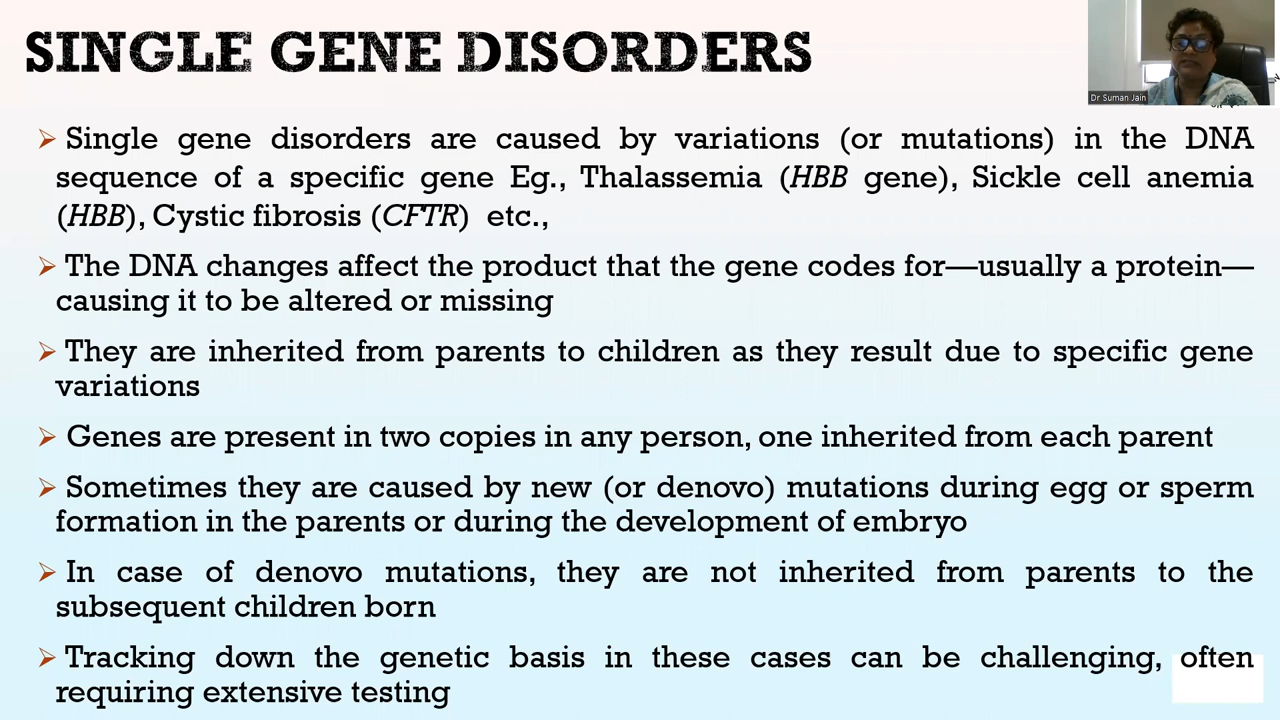 SINGLE GENE DISORDERS
Dr Suman Jain
➢ Single gene disorders are caused by variations (or mutations) in the DNA
sequence of a specific gene Eg., Thalassemia (HBB gene), Sickle cell anemia
(HBB), Cystic fibrosis (CFTR) etc.,
➢ The DNA changes affect the product that the gene codes for—usually a protein—
causing it to be altered or missing
➢ They are inherited from parents to children as they result due to specific gene
variations
➢ Genes are present in two copies in any person, one inherited from each parent
➢ Sometimes they are caused by new (or denovo) mutations during egg or sperm
formation in the parents or during the development of embryo
➢ In case of denovo mutations, they are not inherited from parents to the
subsequent children born
➢ Tracking down the genetic basis in these cases can be challenging, often
requiring extensive testing